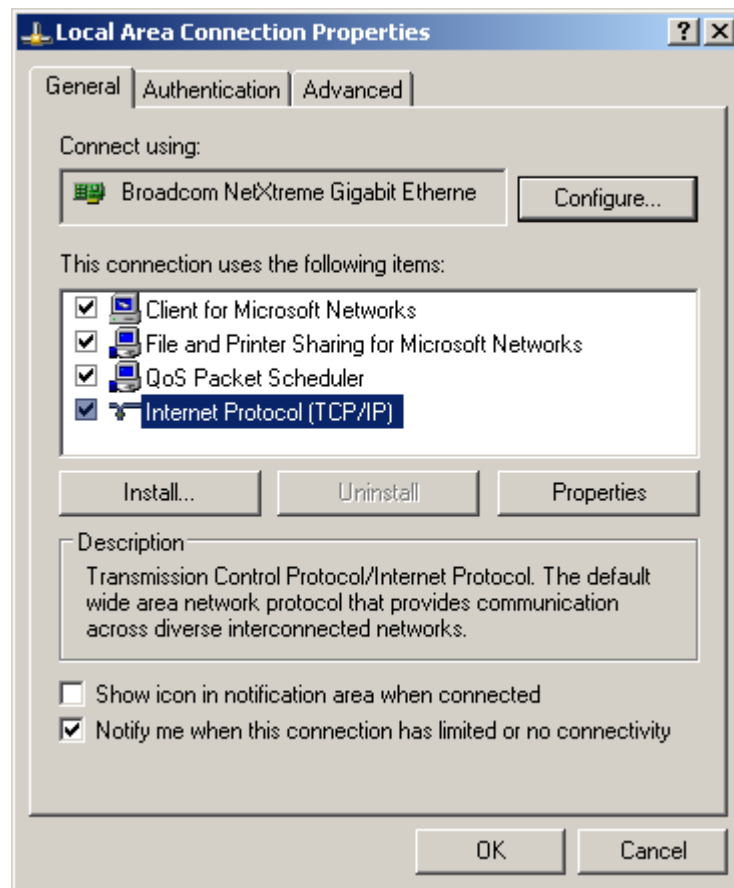 Local Area Connection Properties
General Authentication Advanced
Connect using:
Broadcom NetXtreme Gigabit Etherne Configure...
This connection uses the following items:
Client for Microsoft Networks
File and Printer Sharing for Microsoft Networks
QoS Packet Scheduler
Internet Protocol (TCP/IP)
Install... Uninstall Properties
Description
Transmission Control Protocol/Internet Protocol. The default
wide area network protocol that provides communication
across diverse interconnected networks.
Show icon in notification area when connected
Notify me when this connection has limited or no connectivity
OK Cancel